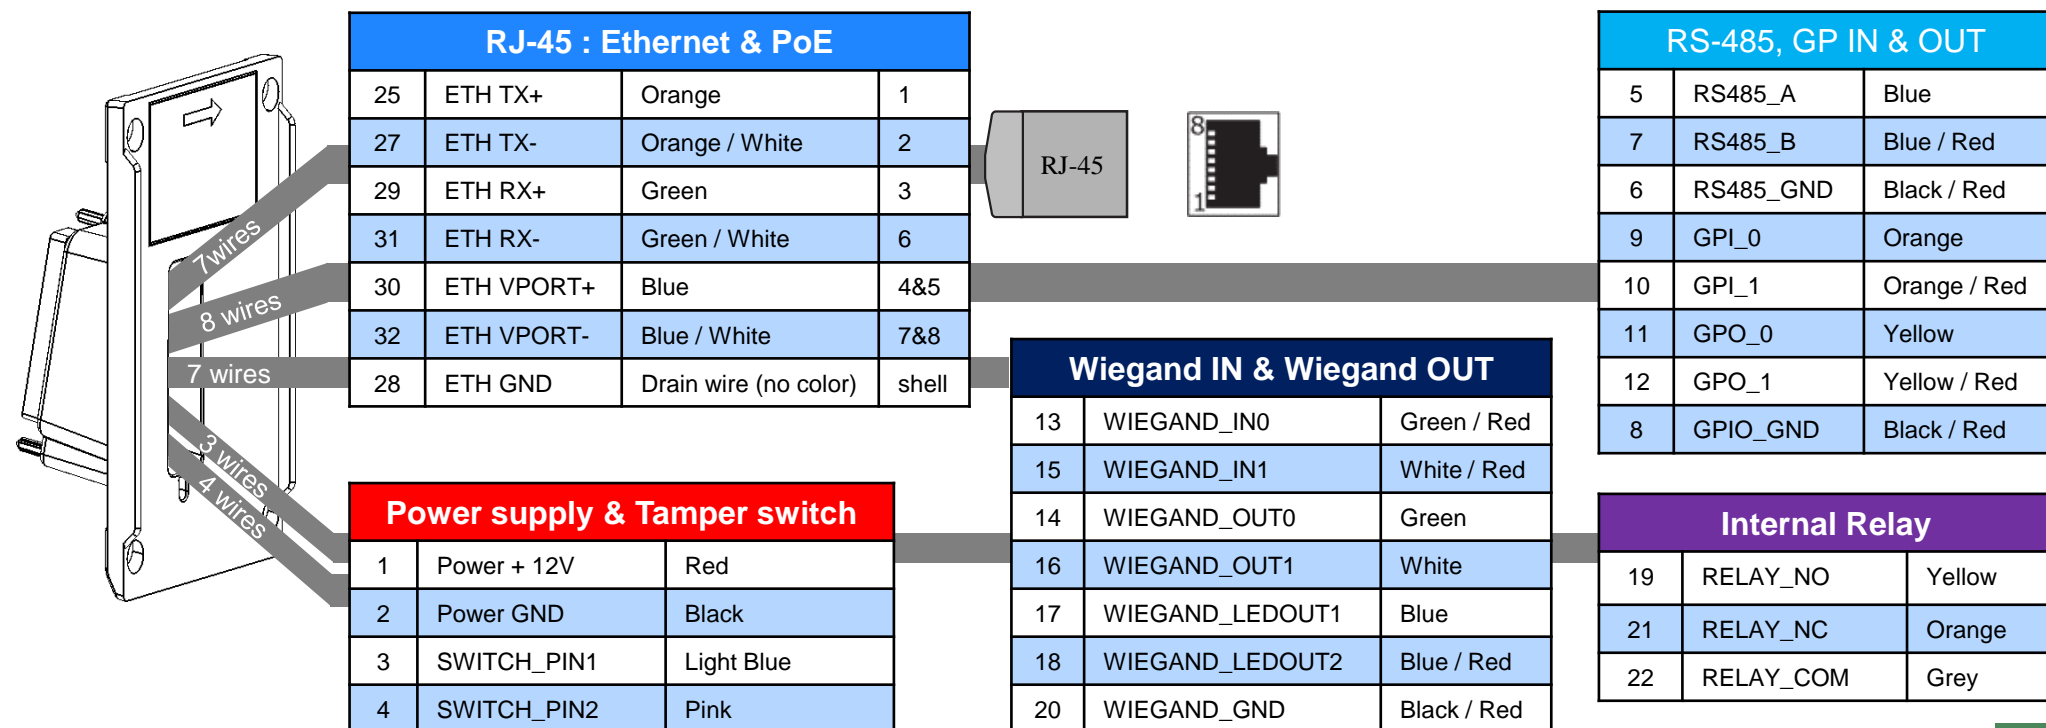 RJ-45 : Ethernet & PoE
25 ETH TX+ Orange 1
27 ETH TX- Orange / White 2
29 ETH RX+ Green 3
31 ETH RX- Green / White 6
30 ETH VPORT+ Blue 4&5
32 ETH VPORT- Blue / White 7&8
28 ETH GND Drain wire (no color) shell
7wires
8 wires
7 wires
3 wires
4 wires
RJ-45
8
1
RS-485, GP IN & OUT
5 RS485_A Blue
7 RS485_B Blue / Red
6 RS485_GND Black / Red
9 GPI_0 Orange
10 GPI_1 Orange / Red
11 GPO_0 Yellow
12 GPO_1 Yellow / Red
8 GPIO_GND Black / Red
Wiegand IN & Wiegand OUT
13 WIEGAND_IN0 Green / Red
15 WIEGAND_IN1 White / Red
14 WIEGAND_OUT0 Green
16 WIEGAND_OUT1 White
17 WIEGAND_LEDOUT1 Blue
18 WIEGAND_LEDOUT2 Blue / Red
20 WIEGAND_GND Black / Red
Power supply & Tamper switch
1 Power + 12V Red
2 Power GND Black
3 SWITCH_PIN1 Light Blue
4 SWITCH_PIN2 Pink
Internal Relay
19 RELAY_NO Yellow
21 RELAY_NC Orange
22 RELAY_COM Grey